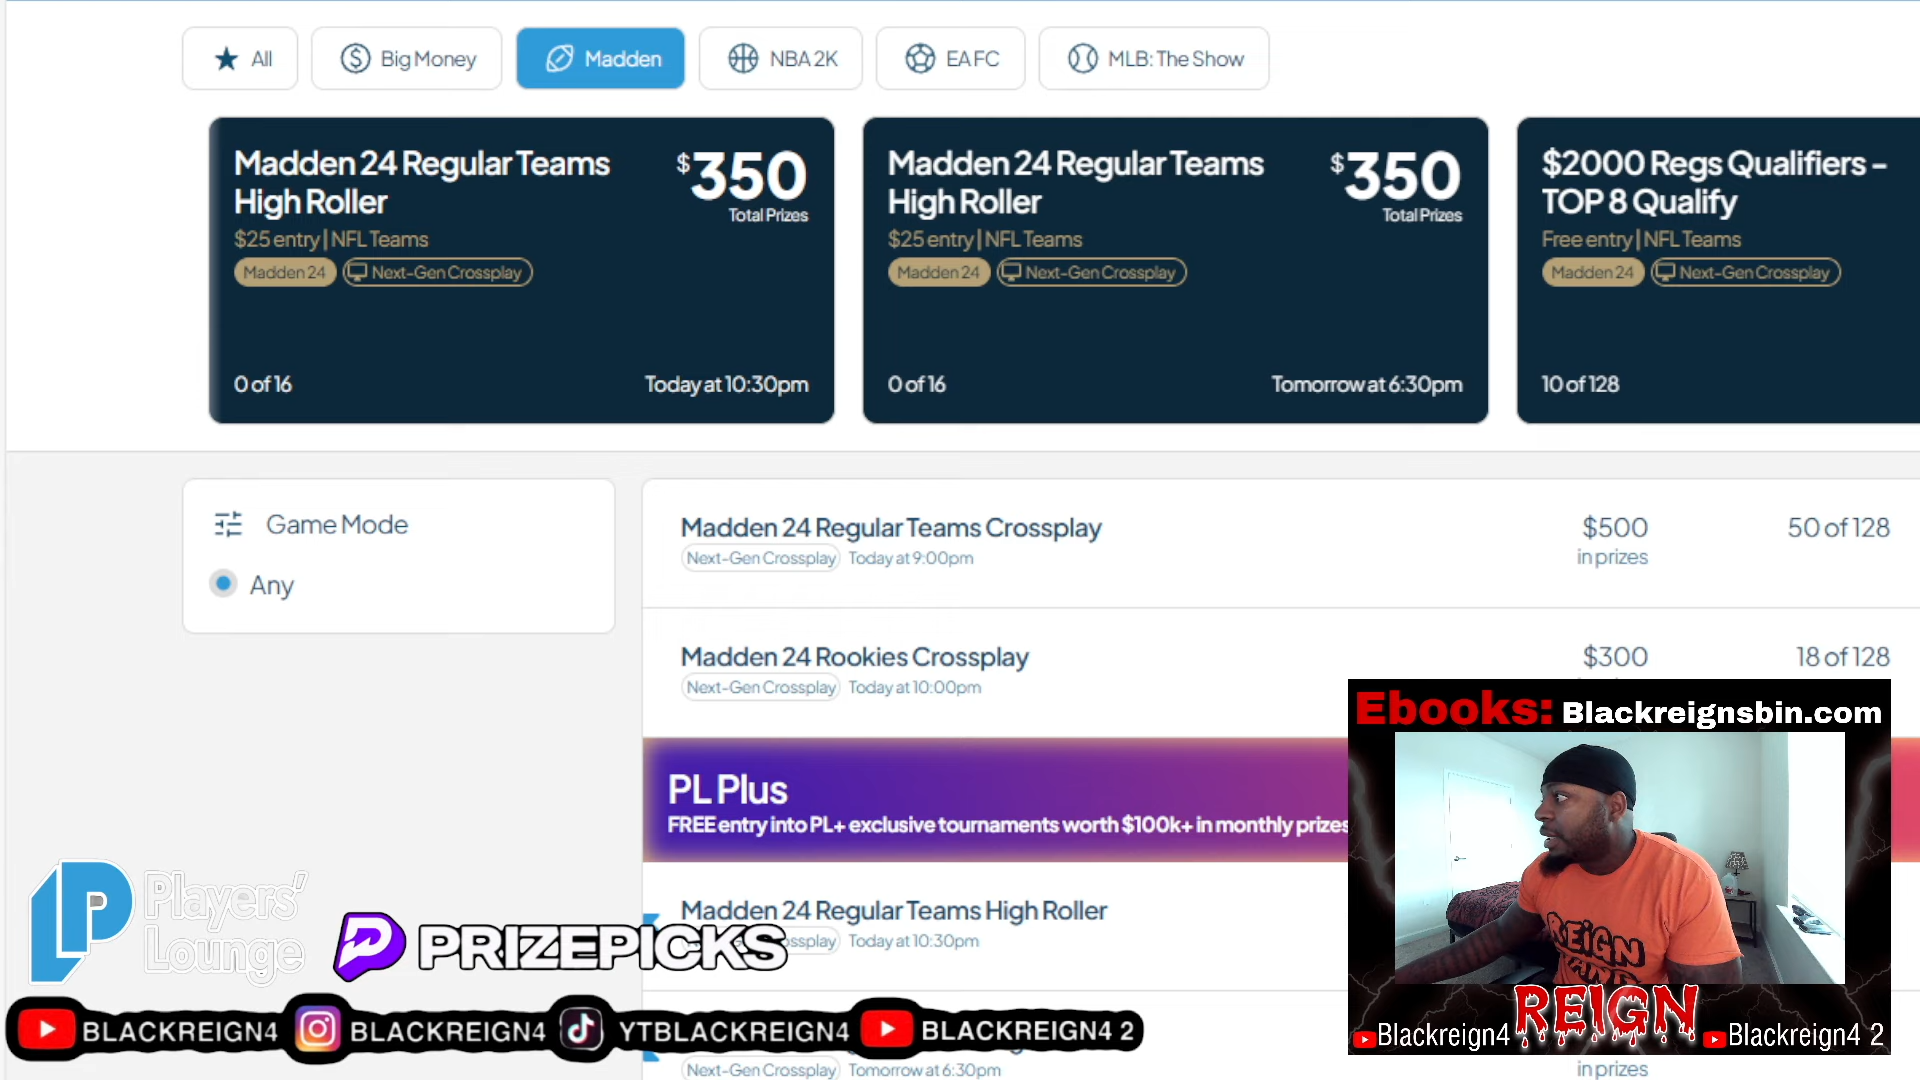 All
Big Money
Madden
NBA 2K
EA FC
MLB: The Show
Madden 24 Regular Teams
High Roller
$25 entry | NFL Teams
Madden 24
Next-Gen Crossplay
$350
Total Prizes
0 of 16
Today at 10:30pm
Madden 24 Regular Teams
High Roller
$25 entry | NFL Teams
Madden 24
Next-Gen Crossplay
$350
Total Prizes
0 of 16
Tomorrow at 6:30pm
$2000 Regs Qualifiers –
TOP 8 Qualify
Free entry | NFL Teams
Madden 24
Next-Gen Crossplay
10 of 128
Game Mode
Any
Madden 24 Regular Teams Crossplay
Next-Gen Crossplay Today at 9:00pm
$500
in prizes
50 of 128
Madden 24 Rookies Crossplay
Next-Gen Crossplay Today at 10:00pm
$300
18 of 128
PL Plus
FREE entry into PL+ exclusive tournaments worth $100k+ in monthly prizes
Madden 24 Regular Teams High Roller
Today at 10:30pm
Next-Gen Crossplay Tomorrow at 6:30pm
in prizes
Players'
Lounge
PRIZEPICKS
BLACKREIGN4
BLACKREIGN4
YTBLACKREIGN4
BLACKREIGN4 2
Ebooks: Blackreignsbin.com
REIGN
Blackreign4
REIGN
Blackreign4 2